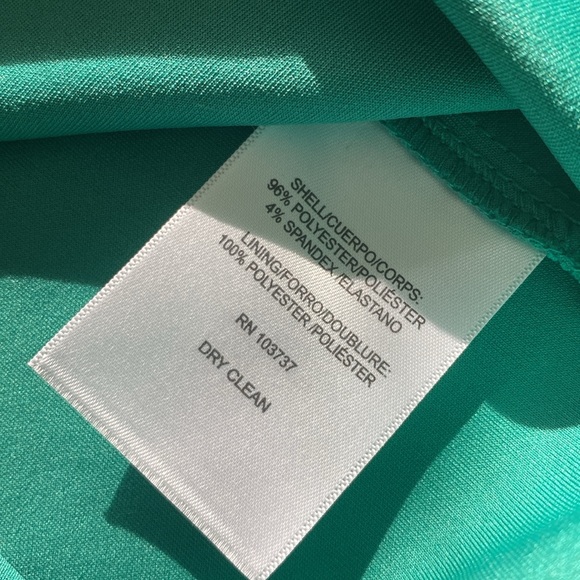 SHELL/CUERPO/CORPS:
96% POLYESTER/POLIÉSTER
4% SPANDEX/ELASTANO
LINING/FORRO/DOUBLURE:
100% POLYESTER/POLIÉSTER
RN 103737
DRY CLEAN